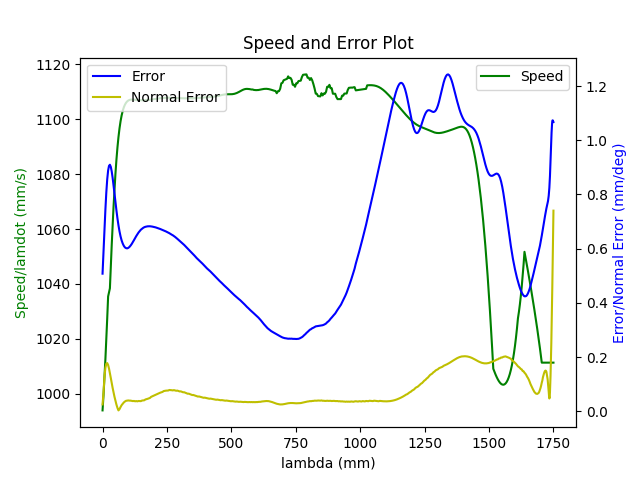 Speed and Error Plot
Error
Normal Error
Speed
1120
1100
1080
1060
1040
1020
1000
Speed/lamdot (mm/s)
1.2
1.0
0.8
0.6
0.4
0.2
0.0
Error/Normal Error (mm/deg)
0 250 500 750 1000 1250 1500 1750
lambda (mm)